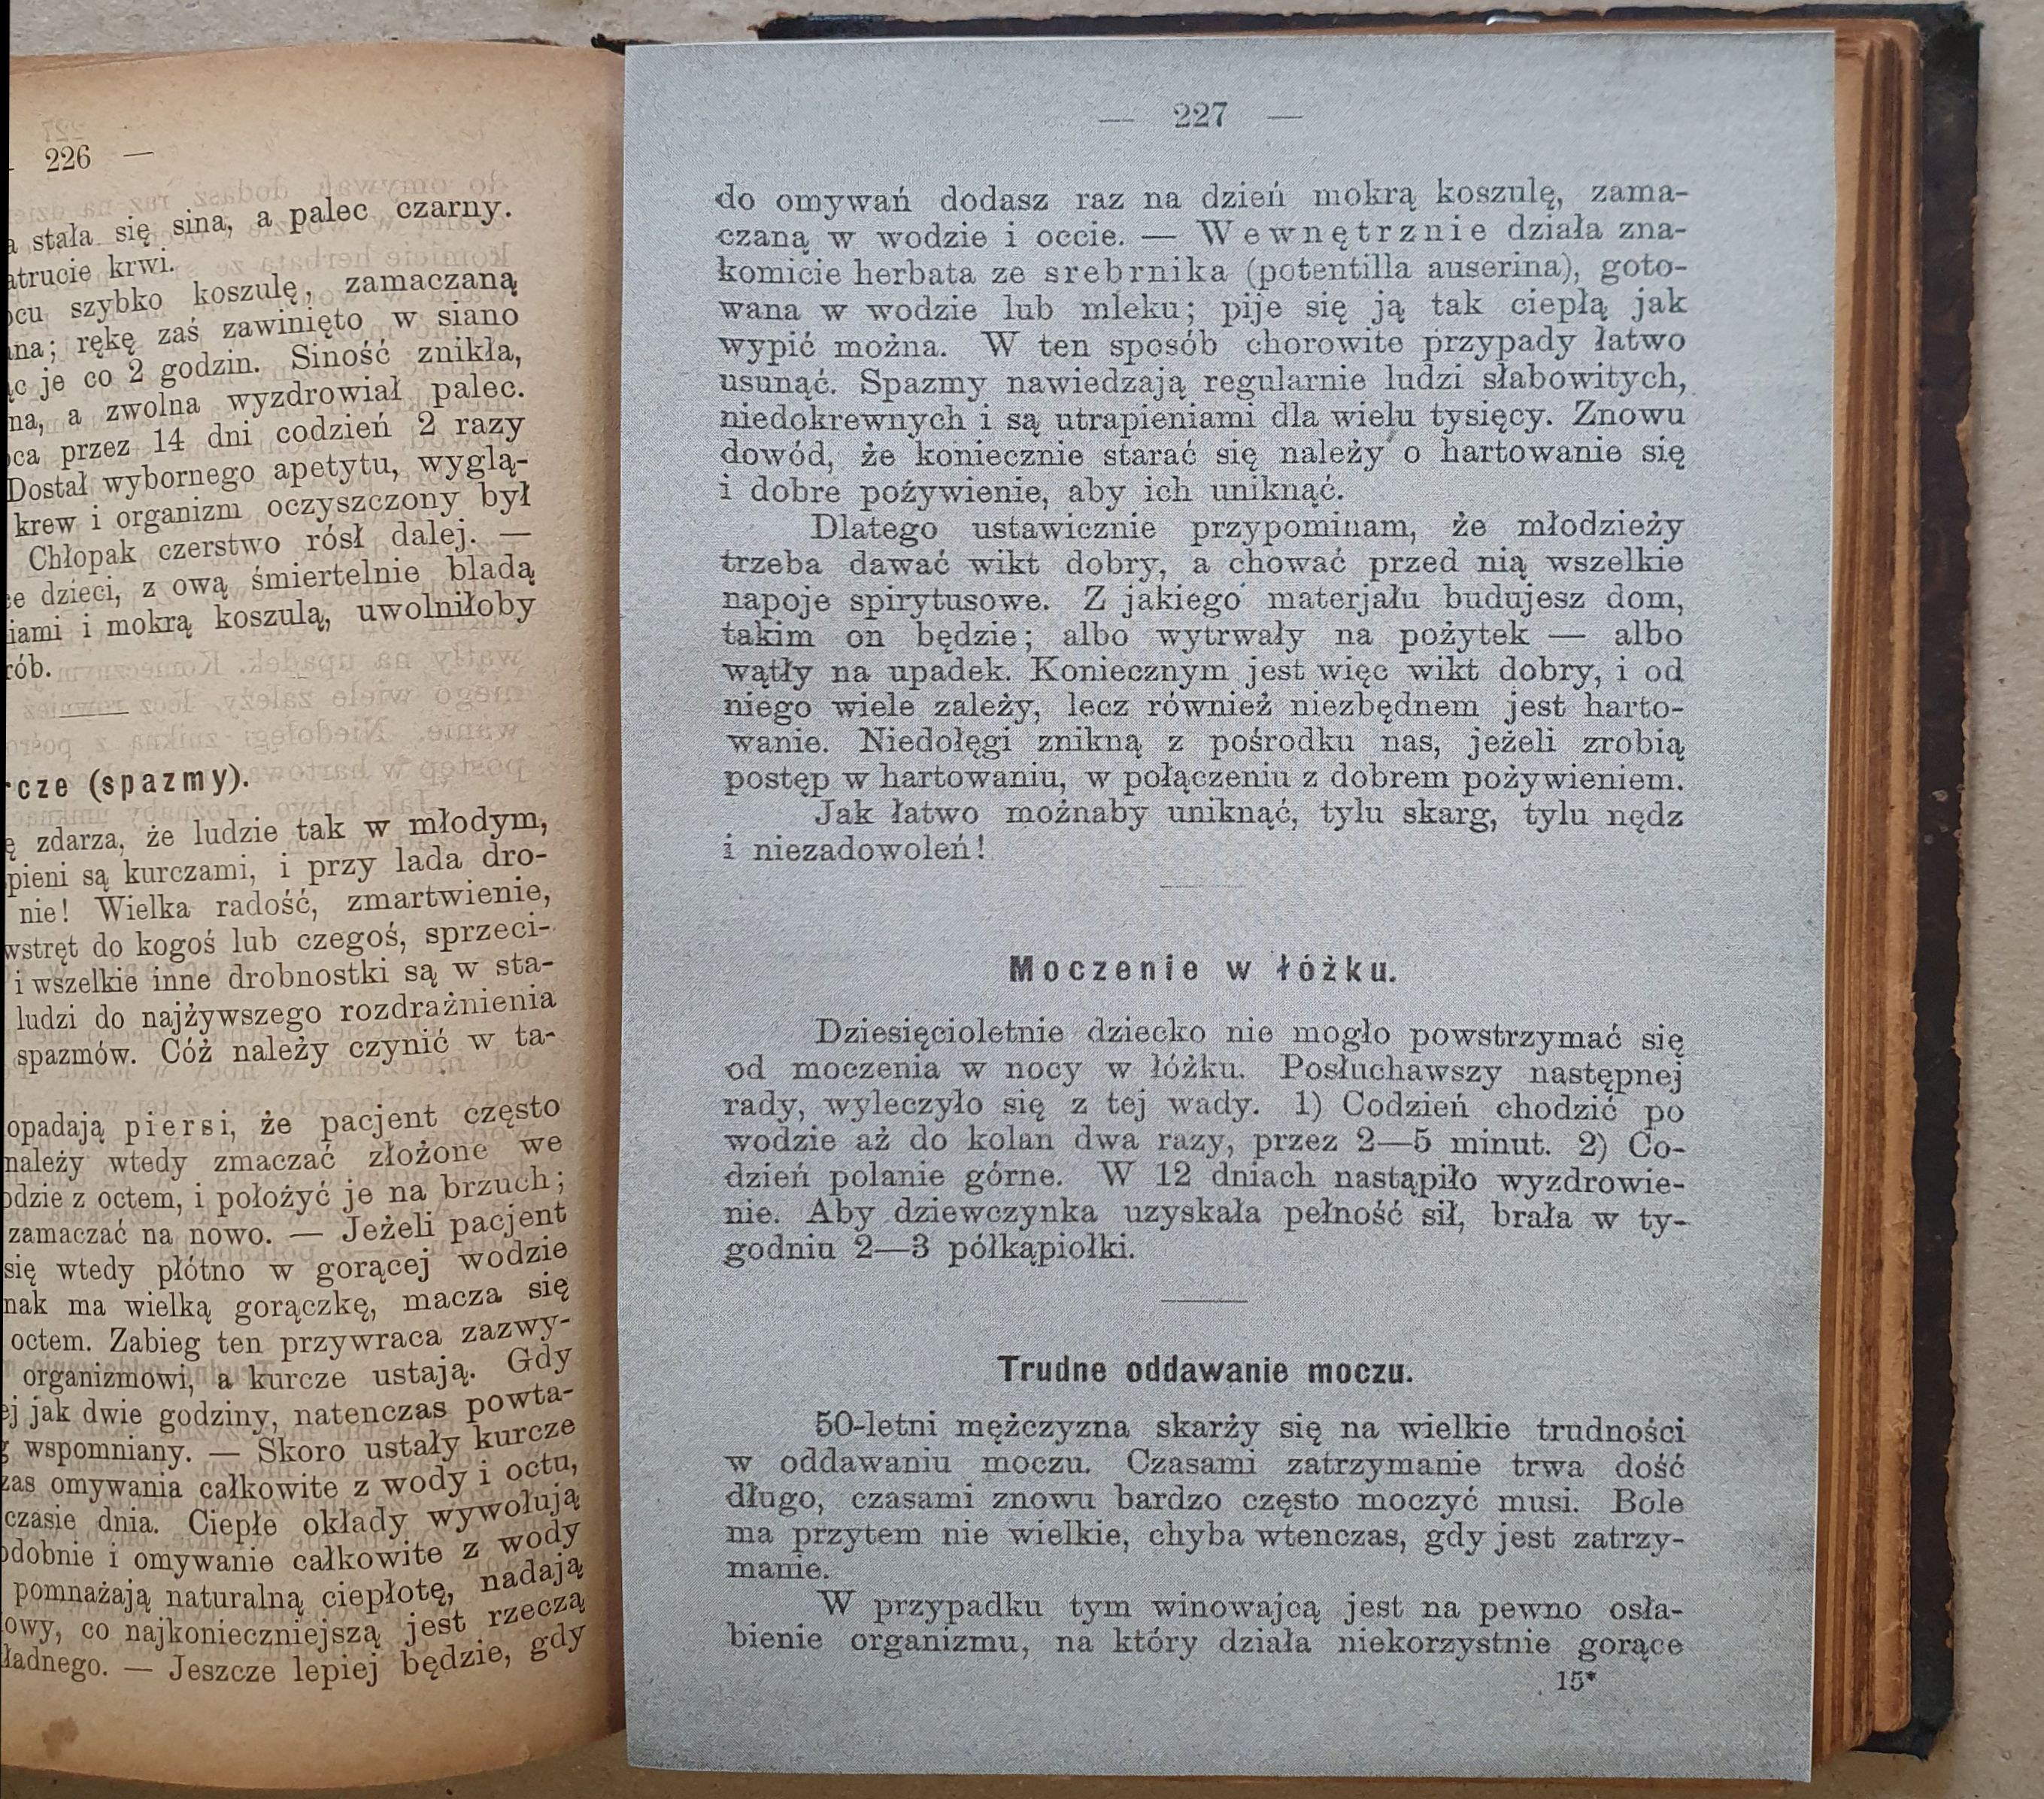 226 —
stała się sina, a palec czarny.
krwi.
szybko koszulę, zamaczaną
rękę zaś zawinięto w siano
je co 2 godzin. Siność znikła,
a zwolna wyzdrowiał palec.
przez 14 dni codzień 2 razy
Dostał wybornego apetytu, wyglą-
krew i organizm oczyszczony był
Chłopak czerstwo rósł dalej. —
dzieci, z ową śmiertelnie bladą
i mokrą koszulą, uwolniłoby
(spazmy).
zdarza, że ludzie tak w młodym,
są kurczami, i przy lada dro-
nie! Wielka radość, zmartwienie,
wstręt do kogoś lub czegoś, sprzeci-
i wszelkie inne drobnostki są w sta-
ludzi do najżywszego rozdrażnienia
spazmów. Cóż należy czynić w ta-
opadają piersi, że pacjent często
należy wtedy zmaczać złożone we
z octem, i położyć je na brzuch;
zamaczać na nowo. — Jeżeli pacjent
się wtedy płótno w gorącej wodzie
ma wielką gorączkę, macza się
octem. Zabieg ten przywraca zazwy-
organizmowi, a kurcze ustają. Gdy
jak dwie godziny, natenczas powta-
wspomniany. — Skoro ustały kurcze
omywania całkowite z wody i octu,
czasie dnia. Ciepłe okłady wywołują
i omywanie całkowite z wody
pomnażają naturalną ciepłotę, nadają
co najkonieczniejszą jest rzeczą
— Jeszcze lepiej będzie, gdy
— 227 —
do omywań dodasz raz na dzień mokrą koszulę, zama-
czaną w wodzie i occie. — Wewnętrznie działa zna-
komicie herbata ze srebrnika (potentilla auserina), goto-
wana w wodzie lub mleku; pije się ją tak ciepłą jak
wypić można. W ten sposób chorowite przypady łatwo
usunąć. Spazmy nawiedzają regularnie ludzi słabowitych,
niedokrewnych i są utrapieniami dla wielu tysięcy. Znowu
dowód, że koniecznie starać się należy o hartowanie się
i dobre pożywienie, aby ich uniknąć.
Dlatego ustawicznie przypominam, że młodzieży
trzeba dawać wikt dobry, a chować przed nią wszelkie
napoje spirytusowe. Z jakiego materjału budujesz dom,
takim on będzie; albo wytrwały na pożytek — albo
wątły na upadek. Koniecznym jest więc wikt dobry, i od
niego wiele zależy, lecz również niezbędnem jest harto-
wanie. Niedołęgi znikną z pośrodku nas, jeżeli zrobią
postęp w hartowaniu, w połączeniu z dobrem pożywieniem.
Jak łatwo możnaby uniknąć, tylu skarg, tylu nędz
i niezadowoleń!
Moczenie w łóżku.
Dziesięcioletnie dziecko nie mogło powstrzymać się
od moczenia w nocy w łóżku. Posłuchawszy następnej
rady, wyleczyło się z tej wady. 1) Codzień chodzić po
wodzie aż do kolan dwa razy, przez 2—5 minut. 2) Co-
dzień polanie górne. W 12 dniach nastąpiło wyzdrowie-
nie. Aby dziewczynka uzyskała pełność sił, brała w ty-
godniu 2—3 półkąpiołki.
Trudne oddawanie moczu.
50-letni mężczyzna skarży się na wielkie trudności
w oddawaniu moczu. Czasami zatrzymanie trwa dość
długo, czasami znowu bardzo często moczyć musi. Bole
ma przytem nie wielkie, chyba wtenczas, gdy jest zatrzy-
manie.
W przypadku tym winowajcą jest na pewno osła-
bienie organizmu, na który działa niekorzystnie gorące
15*